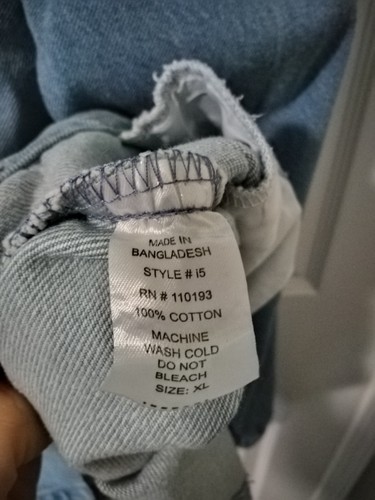 MADE IN
BANGLADESH
STYLE # i5
RN # 110193
100% COTTON
MACHINE
WASH COLD
DO NOT
BLEACH
SIZE: XL